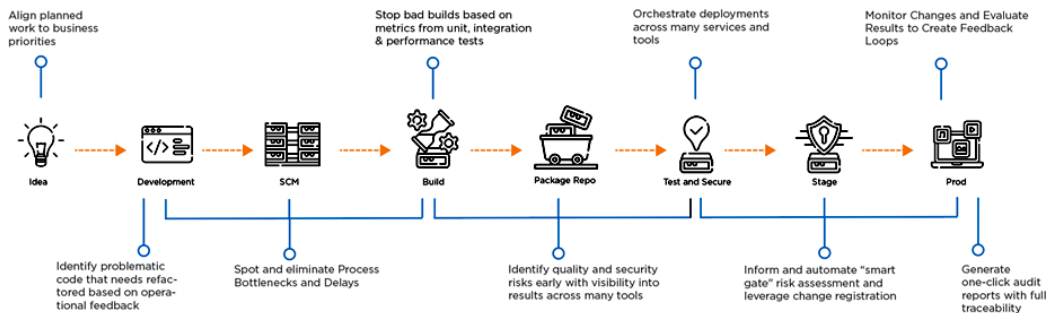 Align planned
work to business
priorities
Stop bad builds based on
metrics from unit, integration
& performance tests
Orchestrate deployments
across many services and
tools
Monitor Changes and Evaluate
Results to Create Feedback
Loops
Idea
Development
SCM
Build
Package Repo
Test and Secure
Stage
Prod
Identify problematic
code that needs refac-
tored based on opera-
tional feedback
Spot and eliminate Process
Bottlenecks and Delays
Identify quality and security
risks early with visibility into
results across many tools
Inform and automate "smart
gate" risk assessment and
leverage change registration
Generate
one-click audit
reports with full
traceability